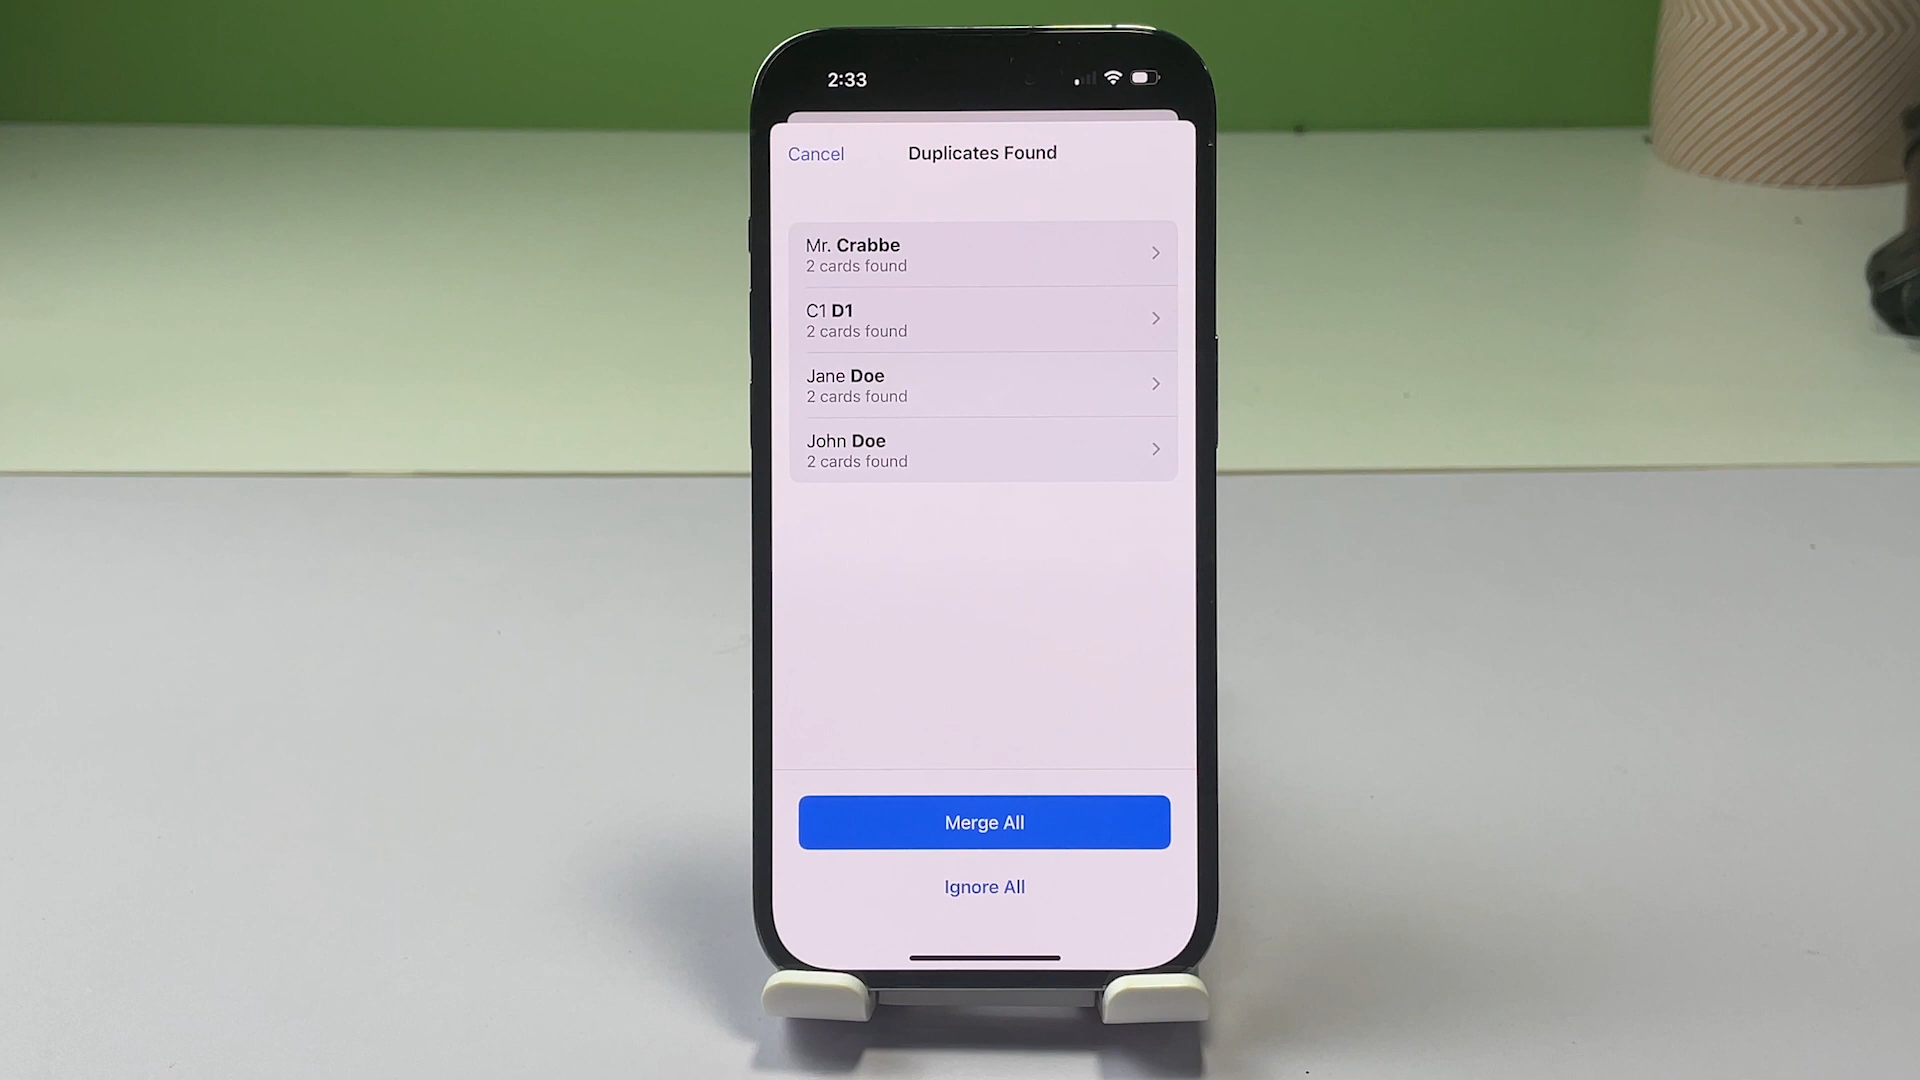 2:33
Cancel
Duplicates Found
Mr. Crabbe
2 cards found
C1 D1
2 cards found
Jane Doe
2 cards found
John Doe
2 cards found
Merge All
Ignore All